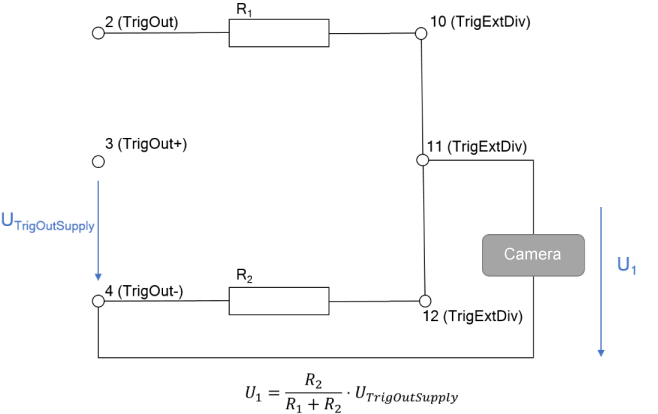 2 (TrigOut)
R1
10 (TrigExtDiv)
3 (TrigOut+)
11 (TrigExtDiv)
UTrigOutSupply
Camera
U1
4 (TrigOut-)
R2
12 (TrigExtDiv)
U1 = R2 / (R1 + R2) · UTrigOutSupply